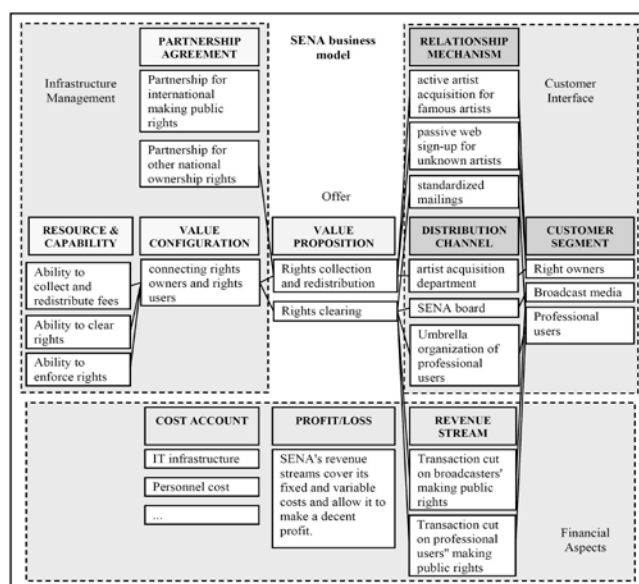 PARTNERSHIP
AGREEMENT
SENA business
model
RELATIONSHIP
MECHANISM
Infrastructure
Management
Partnership for
international
making public
rights
active artist
acquisition for
famous artists
Customer
Interface
passive web
sign-up for
unknown artists
Partnership for
other national
ownership rights
standardized
mailings
Offer
RESOURCE &
CAPABILITY
VALUE
CONFIGURATION
VALUE
PROPOSITION
DISTRIBUTION
CHANNEL
CUSTOMER
SEGMENT
Ability to
collect and
redistribute fees
connecting rights
owners and rights
users
Rights collection
and redistribution
artist acquisition
department
Right owners
Broadcast media
Ability to clear
rights
Rights clearing
SENA board
Professional
users
Ability to
enforce rights
Umbrella
organization of
professional
users
COST ACCOUNT
PROFIT/LOSS
REVENUE
STREAM
IT infrastructure
SENA's revenue
streams cover its
fixed and variable
costs and allow it to
make a decent
profit.
Transaction cut
on broadcasters'
making public
rights
Personnel cost
...
Transaction cut
on professional
users" making
public rights
Financial
Aspects